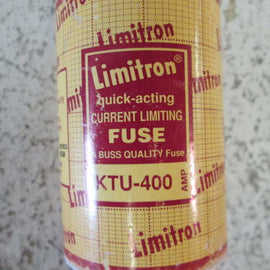 Limitron®
quick-acting
CURRENT LIMITING
FUSE
A BUSS QUALITY Fuse
KTU-400 AMP
Limitron
Limitron
Limitron